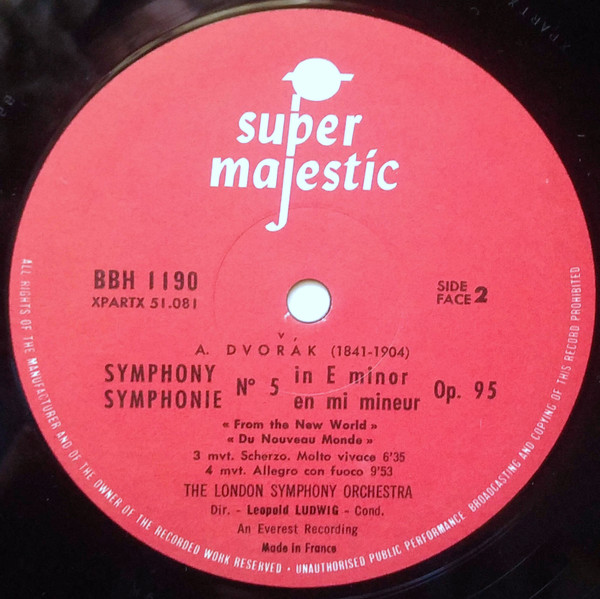 super
majestic
BBH 1190
XPARTX 51.081
SIDE
FACE 2
A. DVOŘÁK (1841-1904)
SYMPHONY N° 5 in E minor Op. 95
SYMPHONIE en mi mineur
« From the New World »
« Du Nouveau Monde »
3 mvt. Scherzo. Molto vivace 6'35
4 mvt. Allegro con fuoco 9'53
THE LONDON SYMPHONY ORCHESTRA
Dir. - Leopold LUDWIG - Cond.
An Everest Recording
Made in France
ALL RIGHTS OF THE MANUFACTURER AND OF THE OWNER OF THE RECORDED WORK RESERVED • UNAUTHORISED PUBLIC PERFORMANCE BROADCASTING AND COPYING OF THIS RECORD PROHIBITED